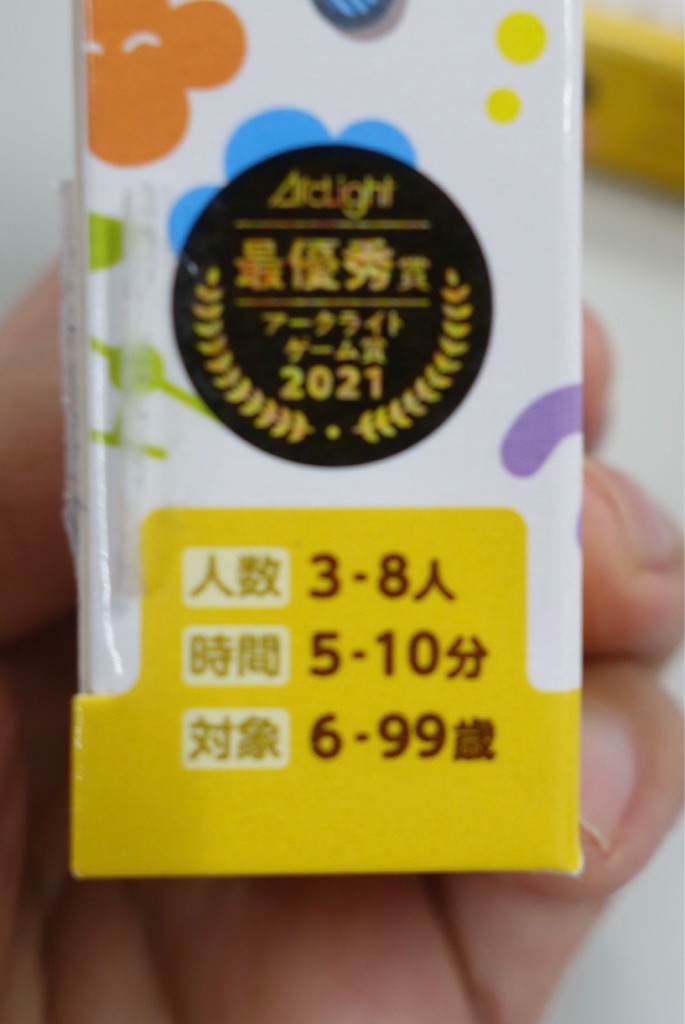 ArcLight
最優秀賞
アークライト
ゲーム賞
2021
人数 3-8人
時間 5-10分
対象 6-99歳